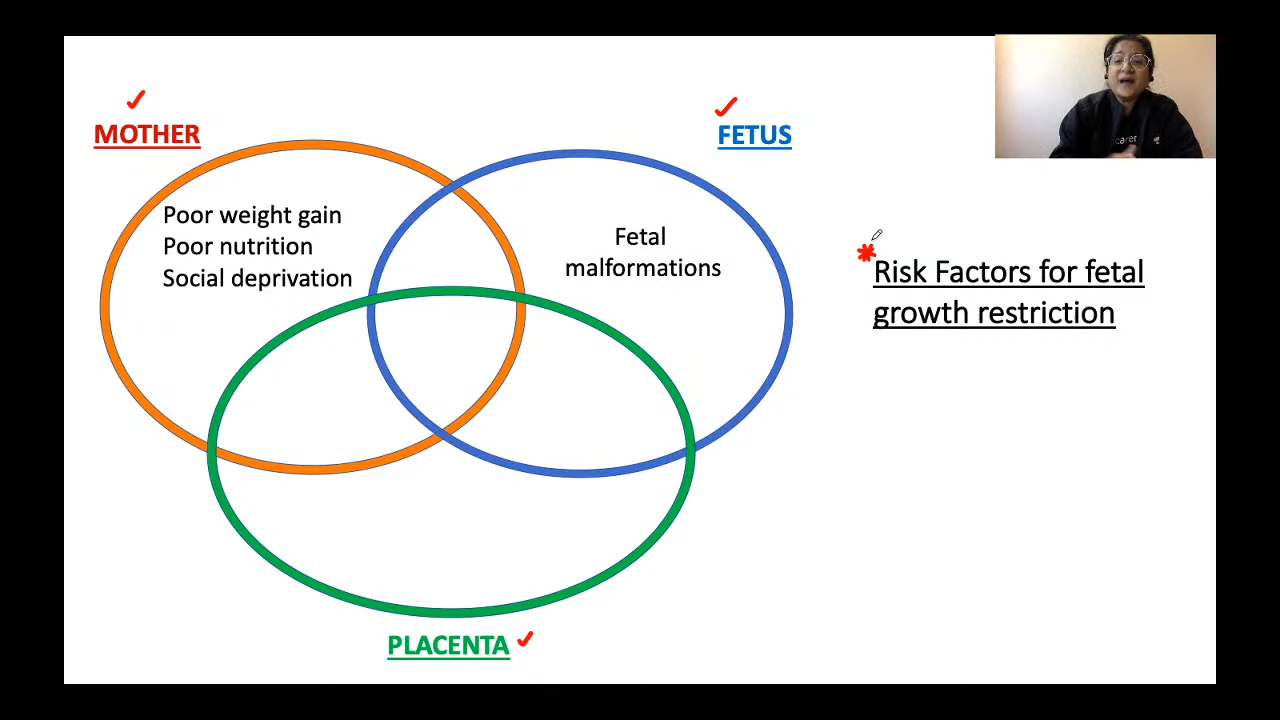 MOTHER
FETUS
Poor weight gain
Poor nutrition
Social deprivation
Fetal
malformations
Risk Factors for fetal
growth restriction
PLACENTA